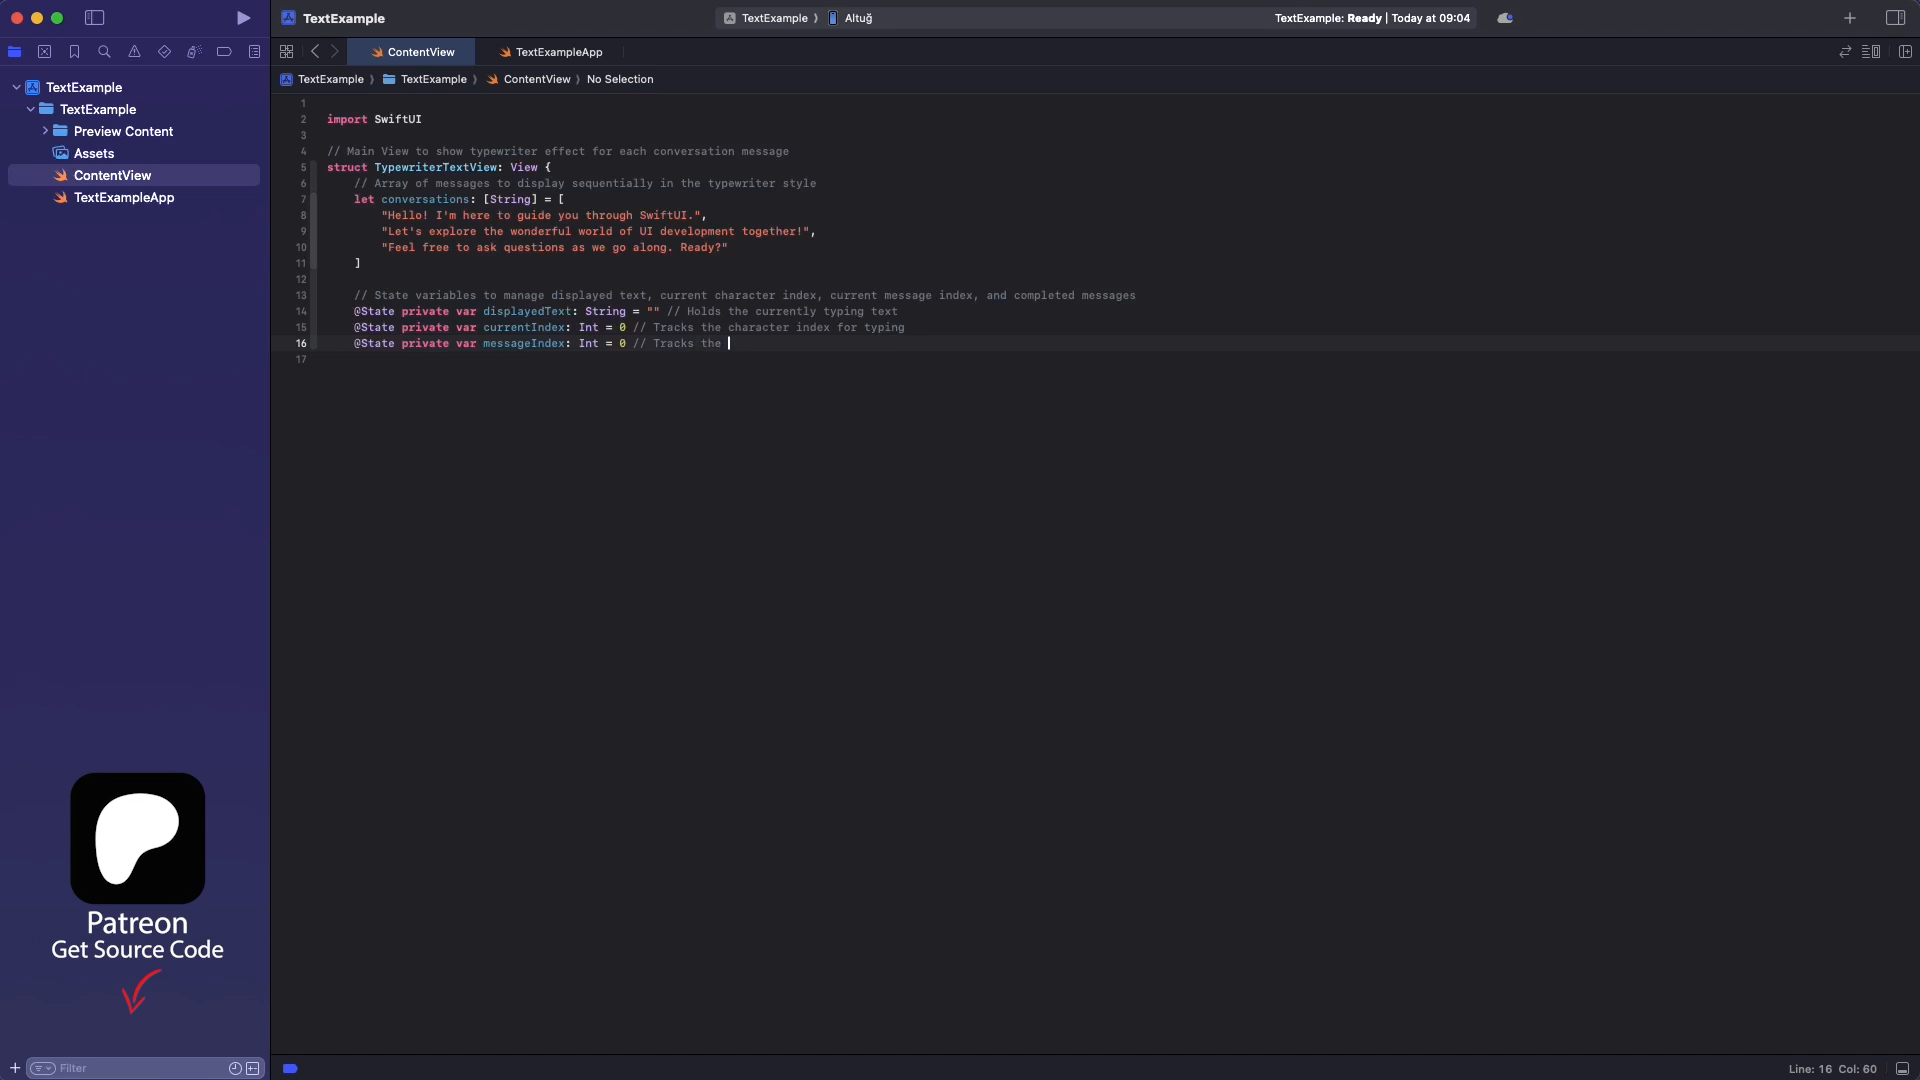 TextExample
TextExample 〉 Altuğ
TextExample: Ready | Today at 09:04
ContentView
TextExampleApp
TextExample 〉 TextExample 〉 ContentView 〉 No Selection
TextExample
TextExample
Preview Content
Assets
ContentView
TextExampleApp
1
2 import SwiftUI
3
4 // Main View to show typewriter effect for each conversation message
5 struct TypewriterTextView: View {
6 // Array of messages to display sequentially in the typewriter style
7 let conversations: [String] = [
8 "Hello! I'm here to guide you through SwiftUI.",
9 "Let's explore the wonderful world of UI development together!",
10 "Feel free to ask questions as we go along. Ready?"
11 ]
12
13 // State variables to manage displayed text, current character index, current message index, and completed messages
14 @State private var displayedText: String = "" // Holds the currently typing text
15 @State private var currentIndex: Int = 0 // Tracks the character index for typing
16 @State private var messageIndex: Int = 0 // Tracks the
17
Patreon
Get Source Code
Filter
Line: 16 Col: 60